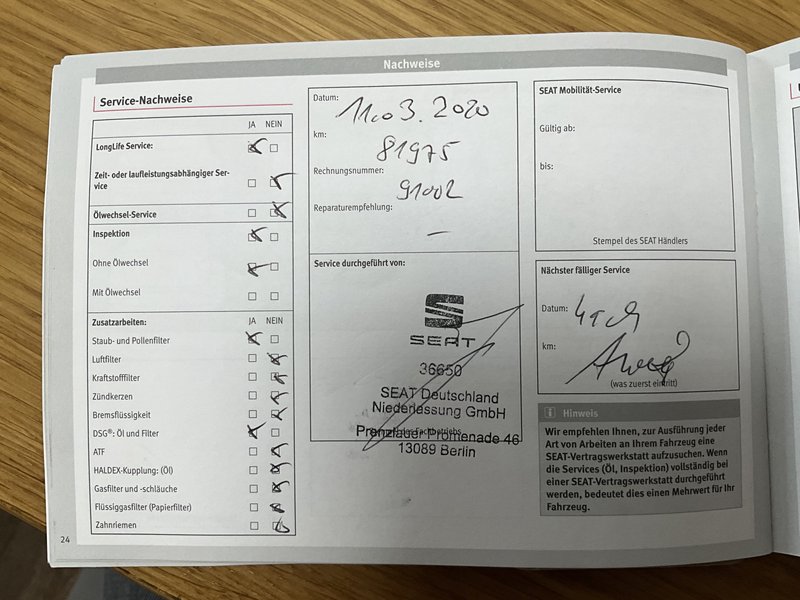 Nachweise
Service-Nachweise
JA NEIN
LongLife Service:
Zeit- oder laufleistungsabhängiger Ser-
vice
Ölwechsel-Service
Inspektion
Ohne Ölwechsel
Mit Ölwechsel
Zusatzarbeiten: JA NEIN
Staub- und Pollenfilter
Luftfilter
Kraftstofffilter
Zündkerzen
Bremsflüssigkeit
DSG®: Öl und Filter
ATF
HALDEX-Kupplung: (Öl)
Gasfilter und -schläuche
Flüssiggasfilter (Papierfilter)
Zahnriemen
24
Datum: 11.03.2020
km: 81975
Rechnungsnummer: 91002
Reparaturempfehlung: —
Service durchgeführt von:
SEAT
36650
SEAT Deutschland
Niederlassung GmbH
Prenzlauer Promenade 46
13089 Berlin
SEAT Mobilität-Service
Gültig ab:
bis:
Stempel des SEAT Händlers
Nächster fälliger Service
Datum:
km:
(was zuerst eintritt)
Hinweis
Wir empfehlen Ihnen, zur Ausführung jeder
Art von Arbeiten an Ihrem Fahrzeug eine
SEAT-Vertragswerkstatt aufzusuchen. Wenn
die Services (Öl, Inspektion) vollständig bei
einer SEAT-Vertragswerkstatt durchgeführt
werden, bedeutet dies einen Mehrwert für Ihr
Fahrzeug.